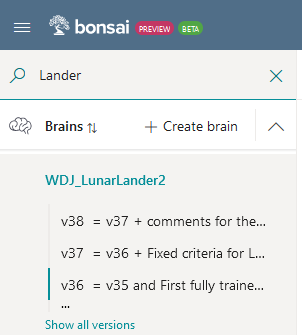 bonsai PREVIEW BETA
Lander
Brains + Create brain
WDJ_LunarLander2
v38 = v37 + comments for the...
v37 = v36 + Fixed criteria for L...
v36 = v35 and First fully traine...
...
Show all versions